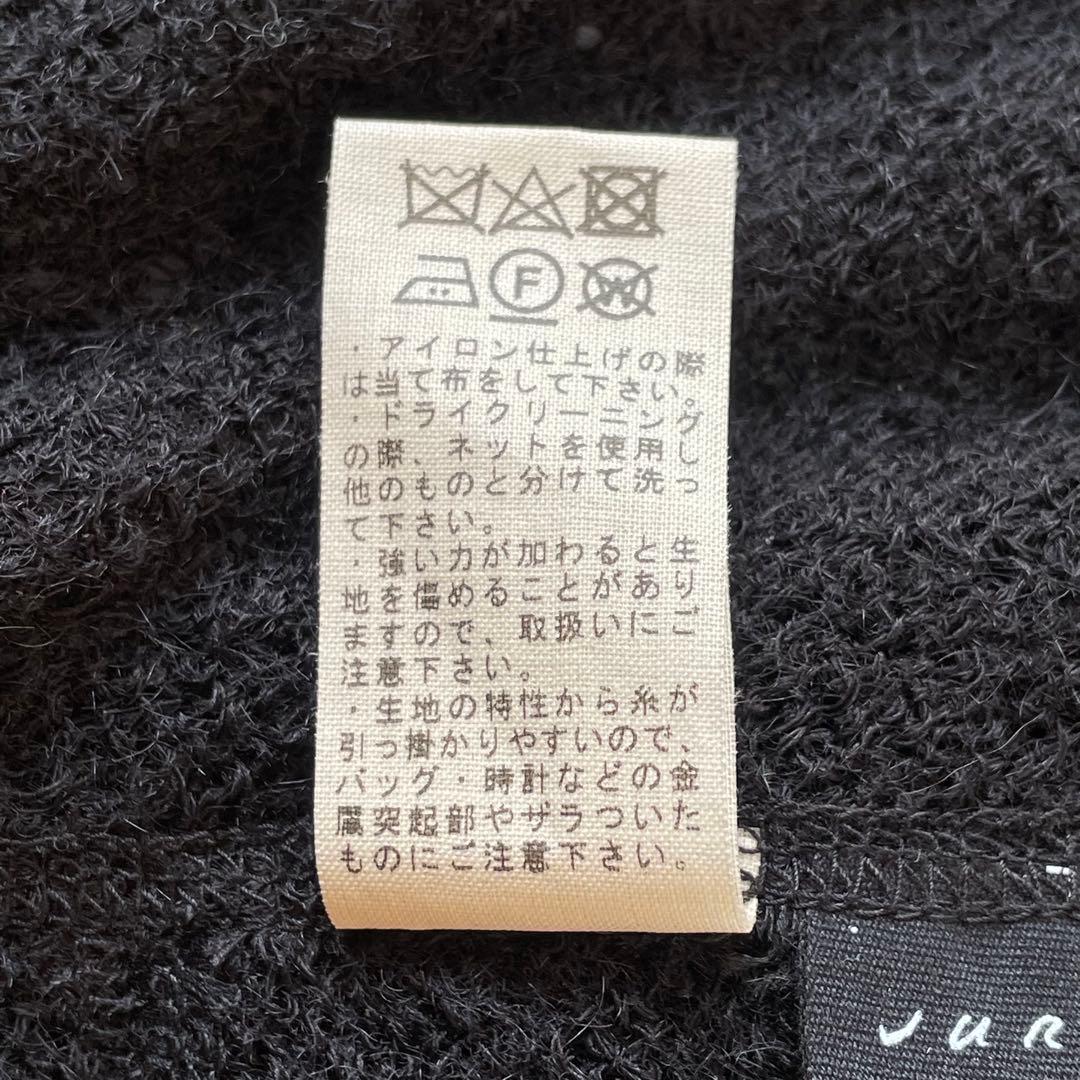 F W
・アイロン仕上げの際
は当て布をして下さい。
・ドライクリーニング
の際、ネットを使用し
他のものと分けて洗っ
て下さい。
・強い力が加わると生
地を傷めることがあり
ますので、取扱いにご
注意下さい。
・生地の特性から糸が
引っ掛かりやすいので、
バッグ・時計などの金
属突起部やザラついた
ものにご注意下さい。
JUR